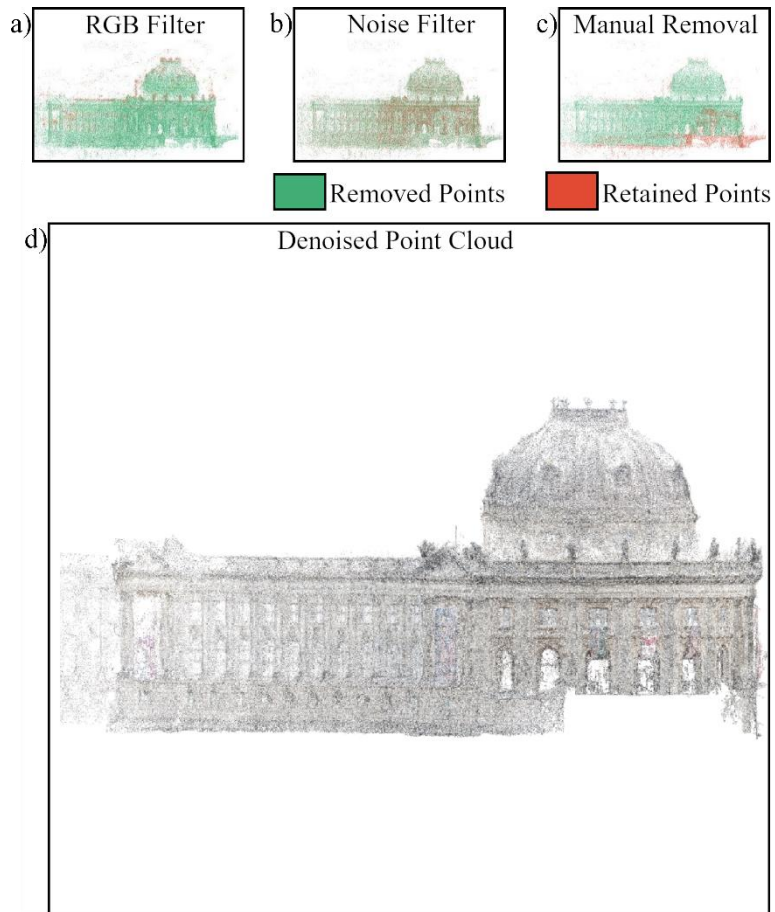 a) RGB Filter
b) Noise Filter
c) Manual Removal
Removed Points
Retained Points
d) Denoised Point Cloud